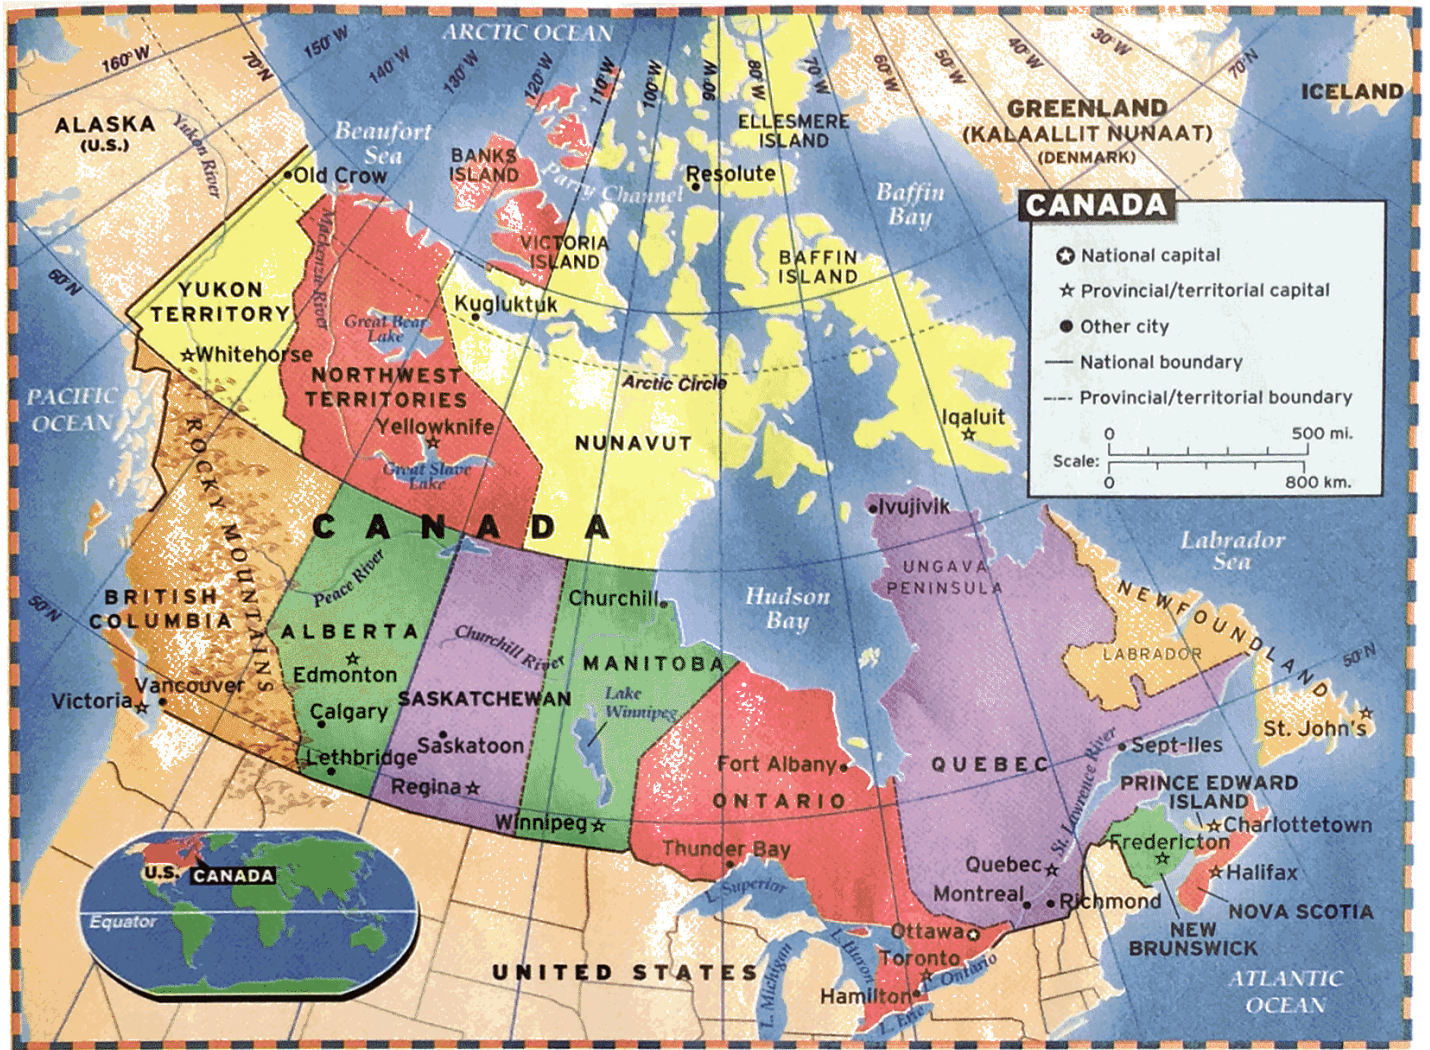 ARCTIC OCEAN
160° W
70° N
150° W
140° W
130° W
120° W
110° W
100° W
90° W
80° W
70° W
60° W
50° W
40° W
30° W
70° N
ICELAND
GREENLAND
(KALAALLIT NUNAAT)
(DENMARK)
ALASKA
(U.S.)
Yukon River
Beaufort
Sea
BANKS
ISLAND
ELLESMERE
ISLAND
Parry Channel
Resolute
Baffin
Bay
Old Crow
Mackenzie River
VICTORIA
ISLAND
BAFFIN
ISLAND
60° N
YUKON
TERRITORY
Kugluktuk
Great Bear
Lake
Whitehorse
NORTHWEST
TERRITORIES
Arctic Circle
Yellowknife
Great Slave
Lake
NUNAVUT
Iqaluit
PACIFIC
OCEAN
CANADA
National capital
Provincial/territorial capital
Other city
National boundary
Provincial/territorial boundary
0 500 mi.
Scale:
0 800 km.
ROCKY MOUNTAINS
CANADA
Ivujivik
UNGAVA
PENINSULA
Labrador
Sea
Hudson
Bay
Peace River
Churchill
50° N
BRITISH
COLUMBIA
ALBERTA
Churchill River
MANITOBA
NEWFOUNDLAND
LABRADOR
50° N
Edmonton
SASKATCHEWAN
Lake
Winnipeg
Vancouver
Victoria
Calgary
Saskatoon
Lethbridge
Regina
Winnipeg
Fort Albany
ONTARIO
Thunder Bay
QUEBEC
St. John's
Sept-Iles
St. Lawrence River
PRINCE EDWARD
ISLAND
Charlottetown
Fredericton
Halifax
Quebec
Montreal
Richmond
NOVA SCOTIA
NEW
BRUNSWICK
L. Superior
Ottawa
Toronto
L. Ontario
Hamilton
L. Huron
L. Michigan
L. Erie
UNITED STATES
ATLANTIC
OCEAN
U.S.
CANADA
Equator